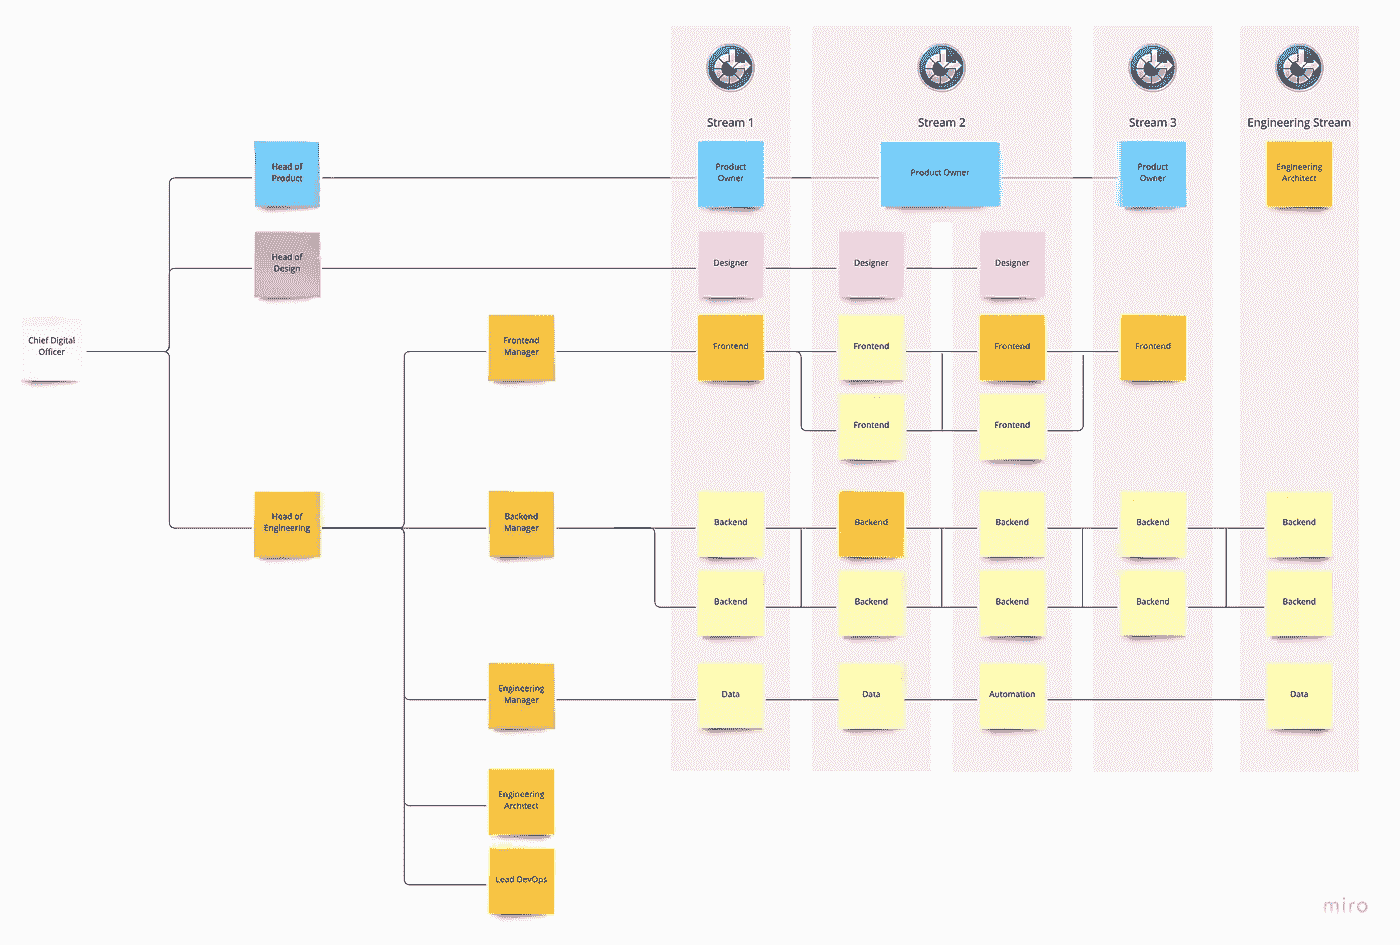 Stream 1
Stream 2
Stream 3
Engineering Stream
Head of
Product
Product
Owner
Product Owner
Product
Owner
Engineering
Architect
Head of
Design
Designer
Designer
Designer
Chief Digital
Officer
Frontend
Manager
Frontend
Frontend
Frontend
Frontend
Frontend
Frontend
Head of
Engineering
Backend
Manager
Backend
Backend
Backend
Backend
Backend
Backend
Backend
Backend
Backend
Backend
Engineering
Manager
Data
Data
Automation
Data
Engineering
Architect
Lead DevOps
miro